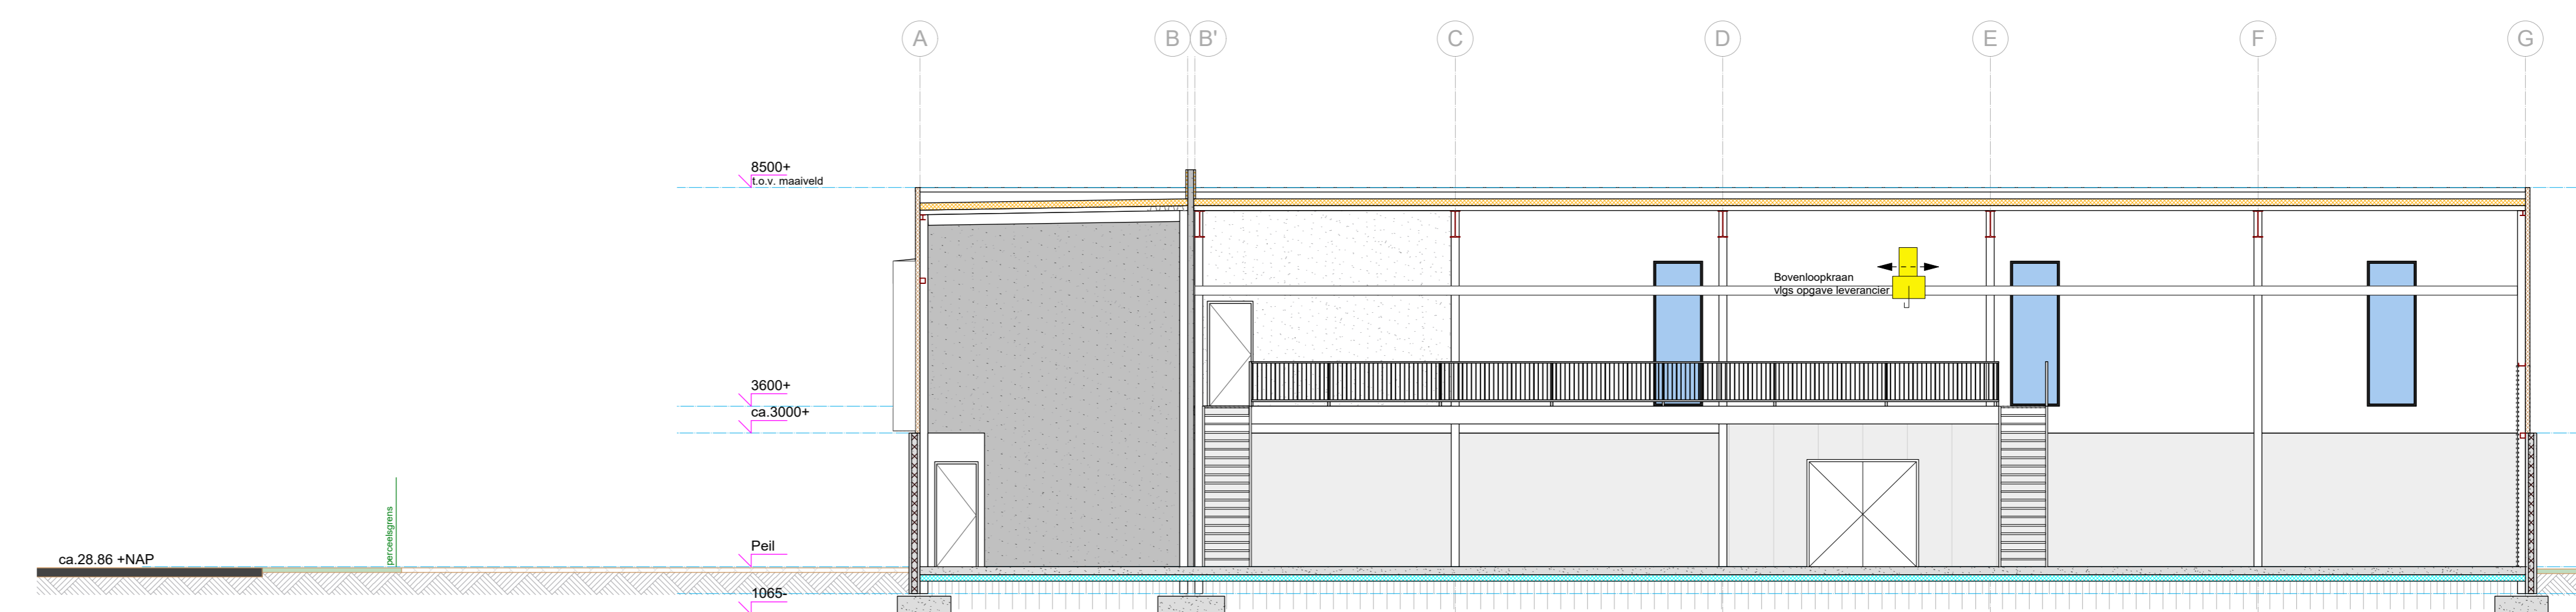 A
B
B'
C
D
E
F
G
8500+
t.o.v. maaiveld
Bovenloopkraan
vlgs opgave leverancier
3600+
ca.3000+
perceelsgrens
Peil
ca.28.86 +NAP
1065-